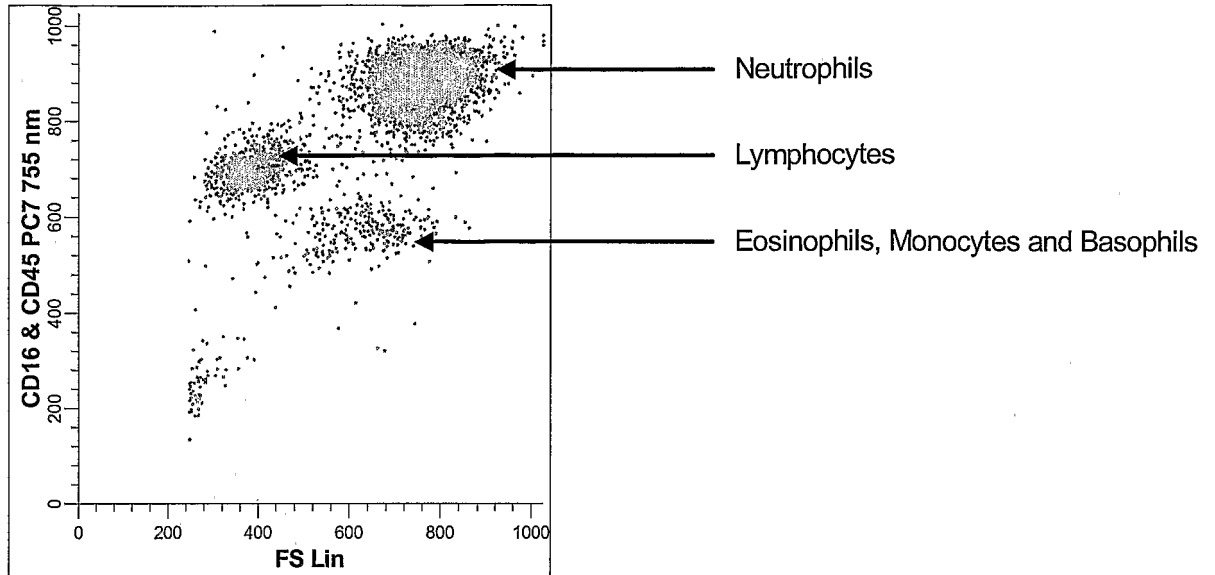 CD16 & CD45 PC7 755 nm
1000
800
600
400
200
0
0 200 400 600 800 1000
FS Lin
Neutrophils
Lymphocytes
Eosinophils, Monocytes and Basophils